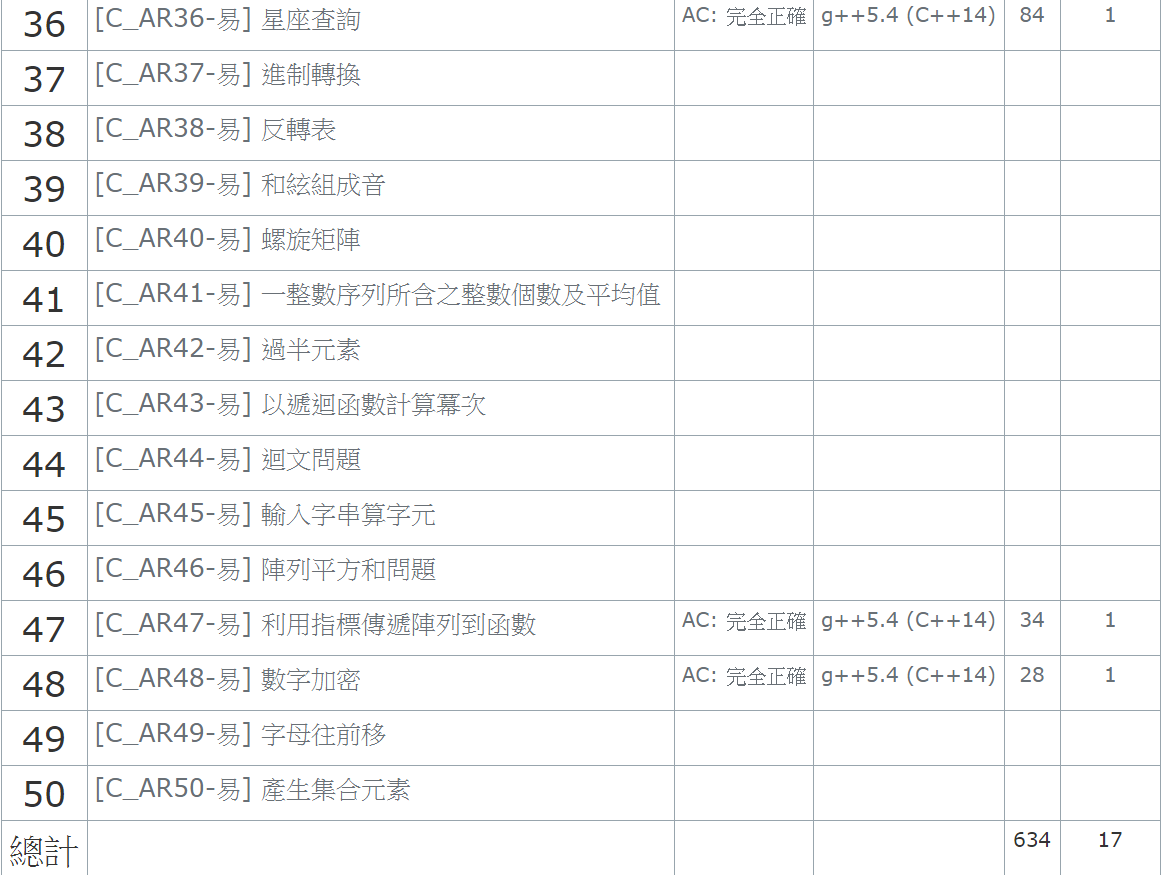 36 [C_AR36-易] 星座查詢 AC: 完全正確 g++5.4 (C++14) 84 1
37 [C_AR37-易] 進制轉換
38 [C_AR38-易] 反轉表
39 [C_AR39-易] 和絃組成音
40 [C_AR40-易] 螺旋矩陣
41 [C_AR41-易] 一整數序列所含之整數個數及平均值
42 [C_AR42-易] 過半元素
43 [C_AR43-易] 以遞迴函數計算冪次
44 [C_AR44-易] 迴文問題
45 [C_AR45-易] 輸入字串算字元
46 [C_AR46-易] 陣列平方和問題
47 [C_AR47-易] 利用指標傳遞陣列到函數 AC: 完全正確 g++5.4 (C++14) 34 1
48 [C_AR48-易] 數字加密 AC: 完全正確 g++5.4 (C++14) 28 1
49 [C_AR49-易] 字母往前移
50 [C_AR50-易] 產生集合元素
總計 634 17